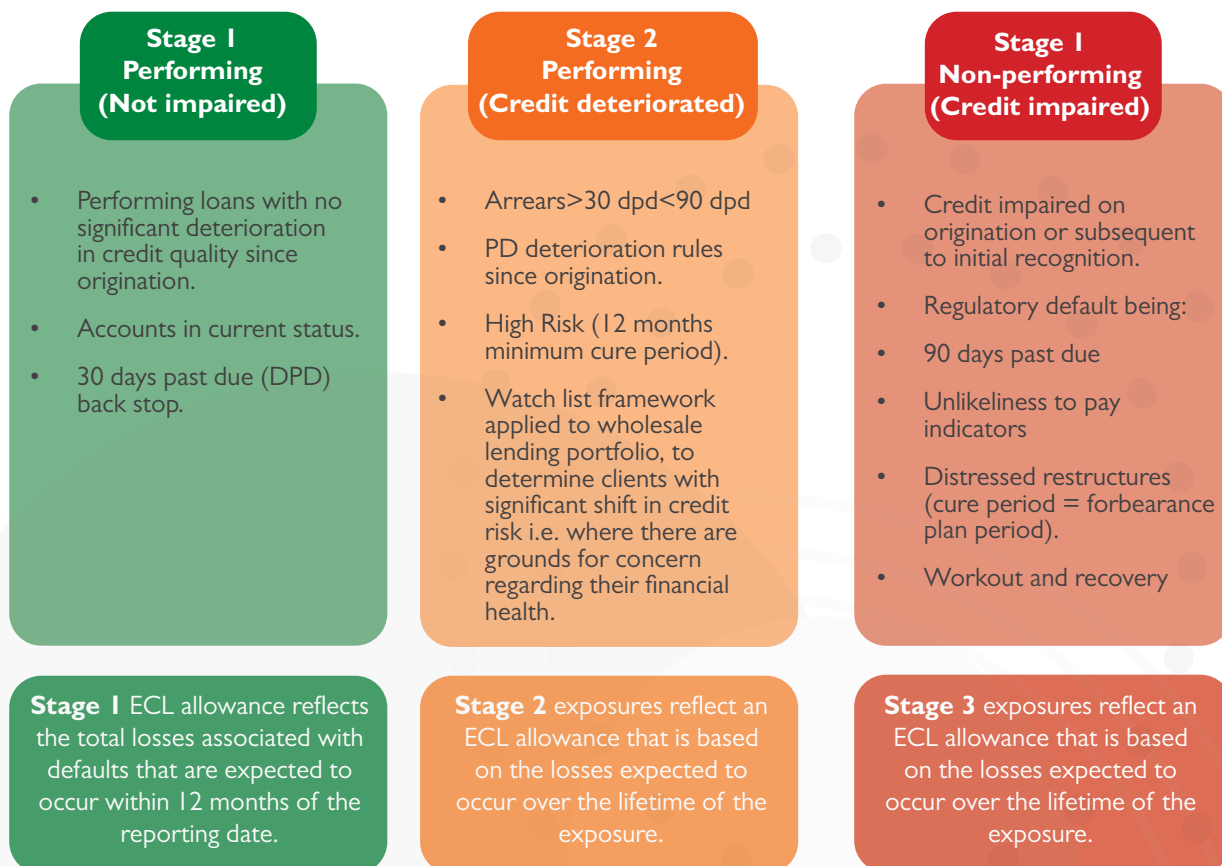 Stage 1
Performing
(Not impaired)
• Performing loans with no
significant deterioration
in credit quality since
origination.
• Accounts in current status.
• 30 days past due (DPD)
back stop.
Stage 1 ECL allowance reflects
the total losses associated with
defaults that are expected to
occur within 12 months of the
reporting date.
Stage 2
Performing
(Credit deteriorated)
• Arrears>30 dpd<90 dpd
• PD deterioration rules
since origination.
• High Risk (12 months
minimum cure period).
• Watch list framework
applied to wholesale
lending portfolio, to
determine clients with
significant shift in credit
risk i.e. where there are
grounds for concern
regarding their financial
health.
Stage 2 exposures reflect an
ECL allowance that is based
on the losses expected to
occur over the lifetime of the
exposure.
Stage 1
Non-performing
(Credit impaired)
• Credit impaired on
origination or subsequent
to initial recognition.
• Regulatory default being:
• 90 days past due
• Unlikeliness to pay
indicators
• Distressed restructures
(cure period = forbearance
plan period).
• Workout and recovery
Stage 3 exposures reflect an
ECL allowance that is based
on the losses expected to
occur over the lifetime of the
exposure.